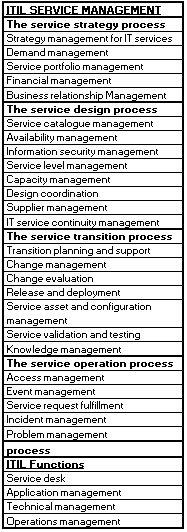 ITIL SERVICE MANAGEMENT
The service strategy process
Strategy management for IT services
Demand management
Service portfolio management
Financial management
Business relationship Management
The service design process
Service catalogue management
Availability management
Information security management
Service level management
Capacity management
Design coordination
Supplier management
IT service continuity management
The service transition process
Transition planning and support
Change management
Change evaluation
Release and deployment
Service asset and configuration
management
Service validation and testing
Knowledge management
The service operation process
Access management
Event management
Service request fulfillment
Incident management
Problem management
process
ITIL Functions
Service desk
Application management
Technical management
Operations management